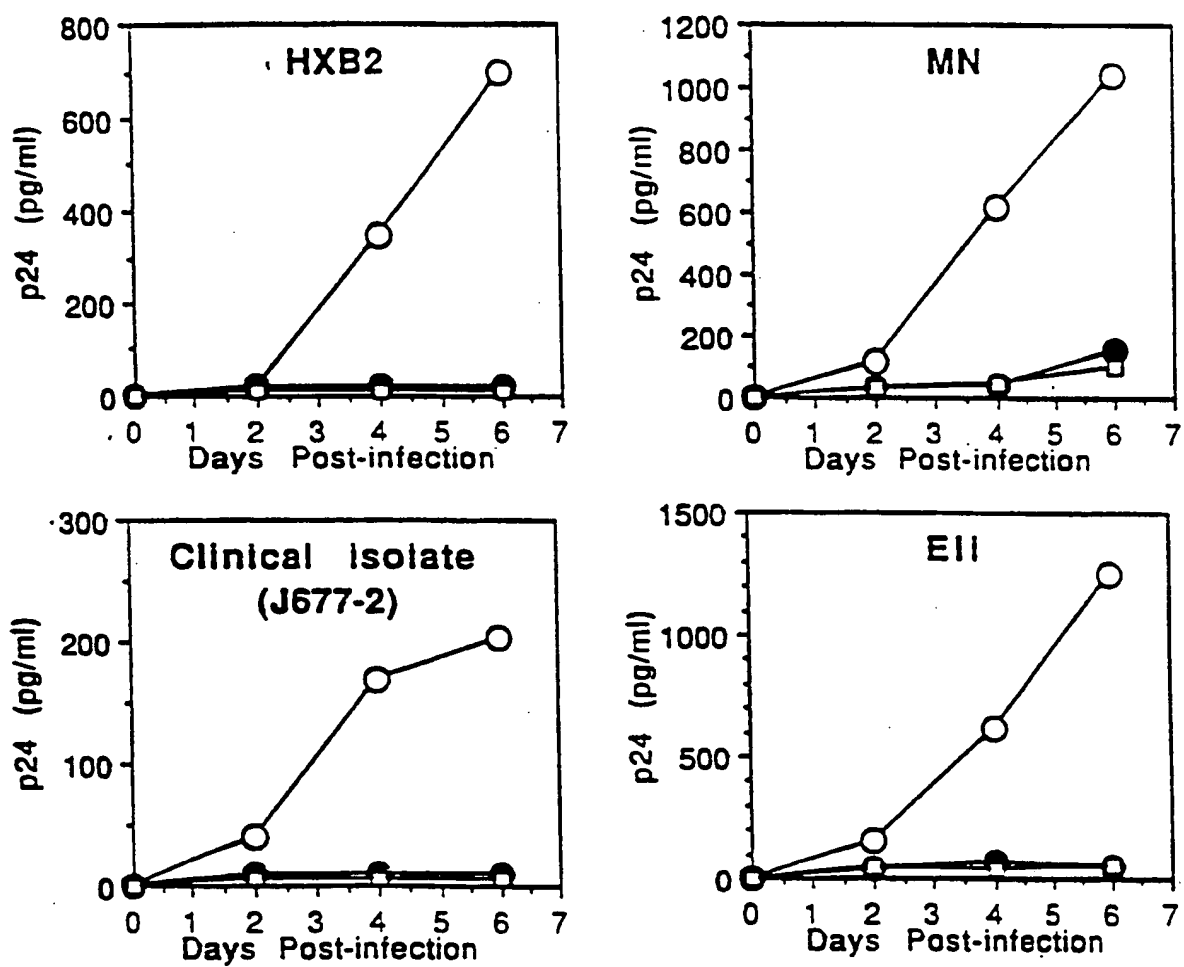 HXB2
800
600
400
200
0
p24 (pg/ml)
0 1 2 3 4 5 6 7
Days Post-infection
MN
1200
1000
800
600
400
200
0
p24 (pg/ml)
0 1 2 3 4 5 6 7
Days Post-infection
Clinical Isolate
(J677-2)
300
200
100
0
p24 (pg/ml)
0 1 2 3 4 5 6 7
Days Post-infection
Eli
1500
1000
500
0
p24 (pg/ml)
0 1 2 3 4 5 6 7
Days Post-infection